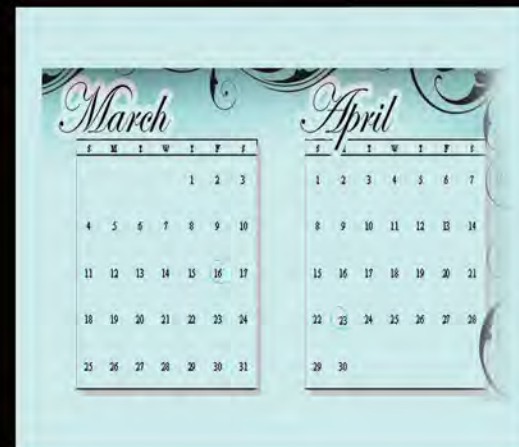 March
S M T W T F S
1 2 3
4 5 6 7 8 9 10
11 12 13 14 15 16 17
18 19 20 21 22 23 24
25 26 27 28 29 30 31
April
S T W T F S
1 2 3 4 5 6 7
8 9 10 11 12 13 14
15 16 17 18 19 20 21
22 23 24 25 26 27 28
29 30